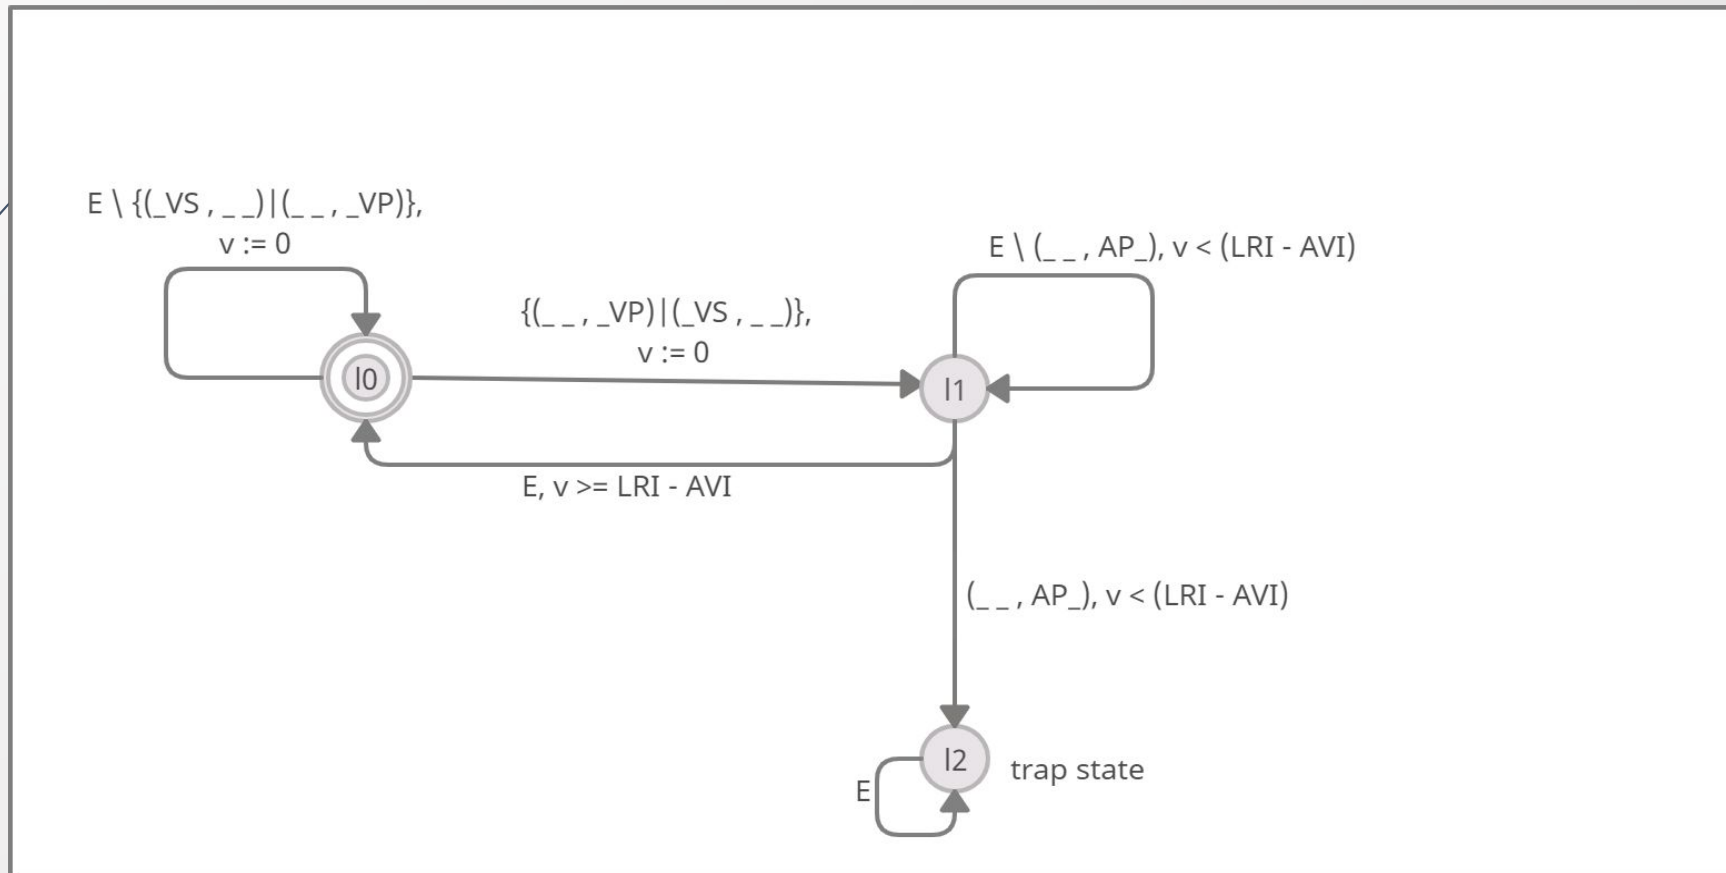 E \ {(_VS , _ _)|(_ _ , _VP)},
v := 0
E \ (_ _ , AP_), v < (LRI - AVI)
{(_ _ , _VP)|(_VS , _ _)},
v := 0
l0
l1
E, v >= LRI - AVI
(_ _ , AP_), v < (LRI - AVI)
l2
trap state
E